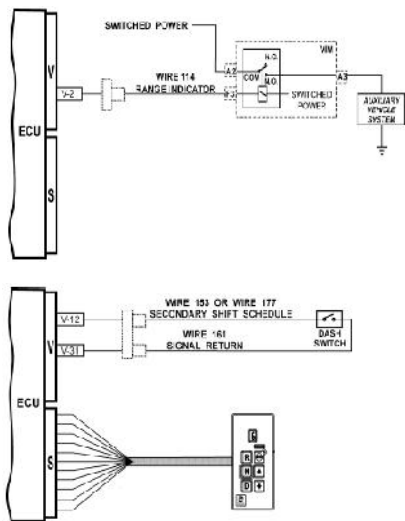 SWITCHED POWER
VIM
N.O.
A2
COM
N.O.
A3
V
V-2
WIRE 114
RANGE INDICATOR
SWITCHED
POWER
AUXILIARY
VEHICLE
SYSTEM
ECU
S
WIRE 153 OR WIRE 177
SECONDARY SHIFT SCHEDULE
V-12
DASH
SWITCH
WIRE 161
SIGNAL RETURN
V-31
V
ECU
S
R
N
D